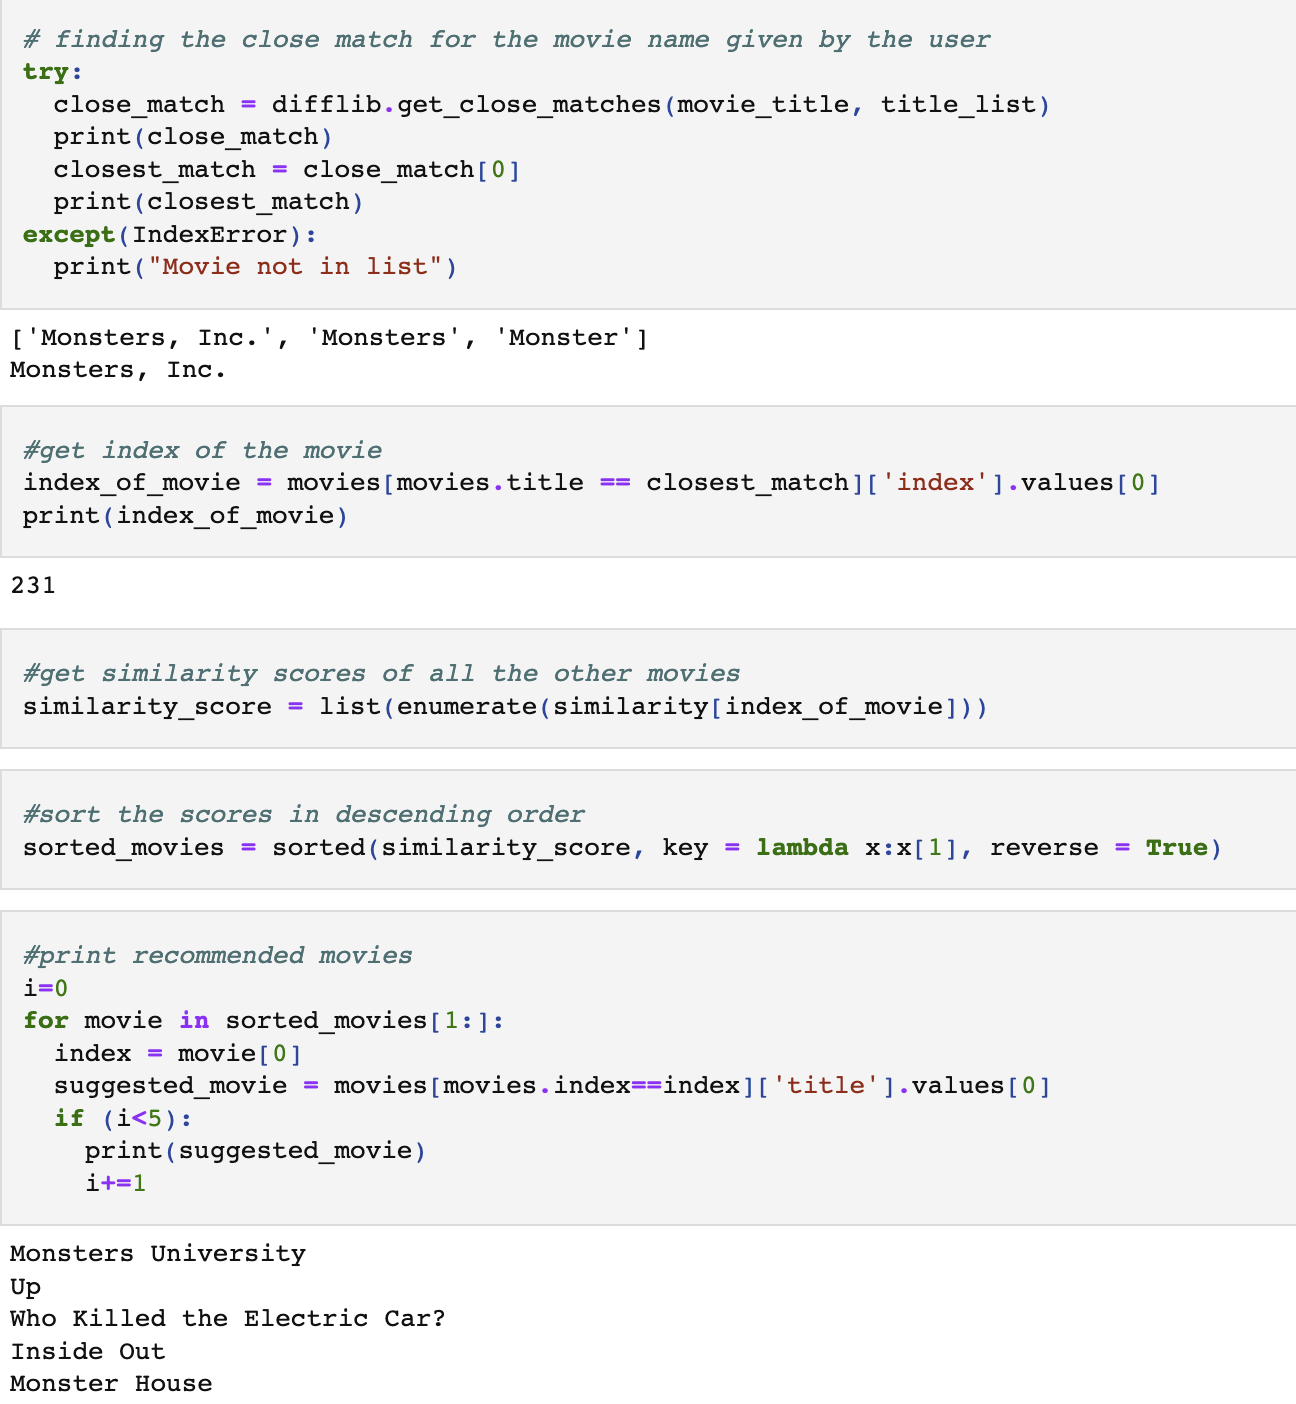 # finding the close match for the movie name given by the user
try:
  close_match = difflib.get_close_matches(movie_title, title_list)
  print(close_match)
  closest_match = close_match[0]
  print(closest_match)
except(IndexError):
  print("Movie not in list")
['Monsters, Inc.', 'Monsters', 'Monster']
Monsters, Inc.
#get index of the movie
index_of_movie = movies[movies.title == closest_match]['index'].values[0]
print(index_of_movie)
231
#get similarity scores of all the other movies
similarity_score = list(enumerate(similarity[index_of_movie]))
#sort the scores in descending order
sorted_movies = sorted(similarity_score, key = lambda x:x[1], reverse = True)
#print recommended movies
i=0
for movie in sorted_movies[1:]:
  index = movie[0]
  suggested_movie = movies[movies.index==index]['title'].values[0]
  if (i<5):
    print(suggested_movie)
    i+=1
Monsters University
Up
Who Killed the Electric Car?
Inside Out
Monster House